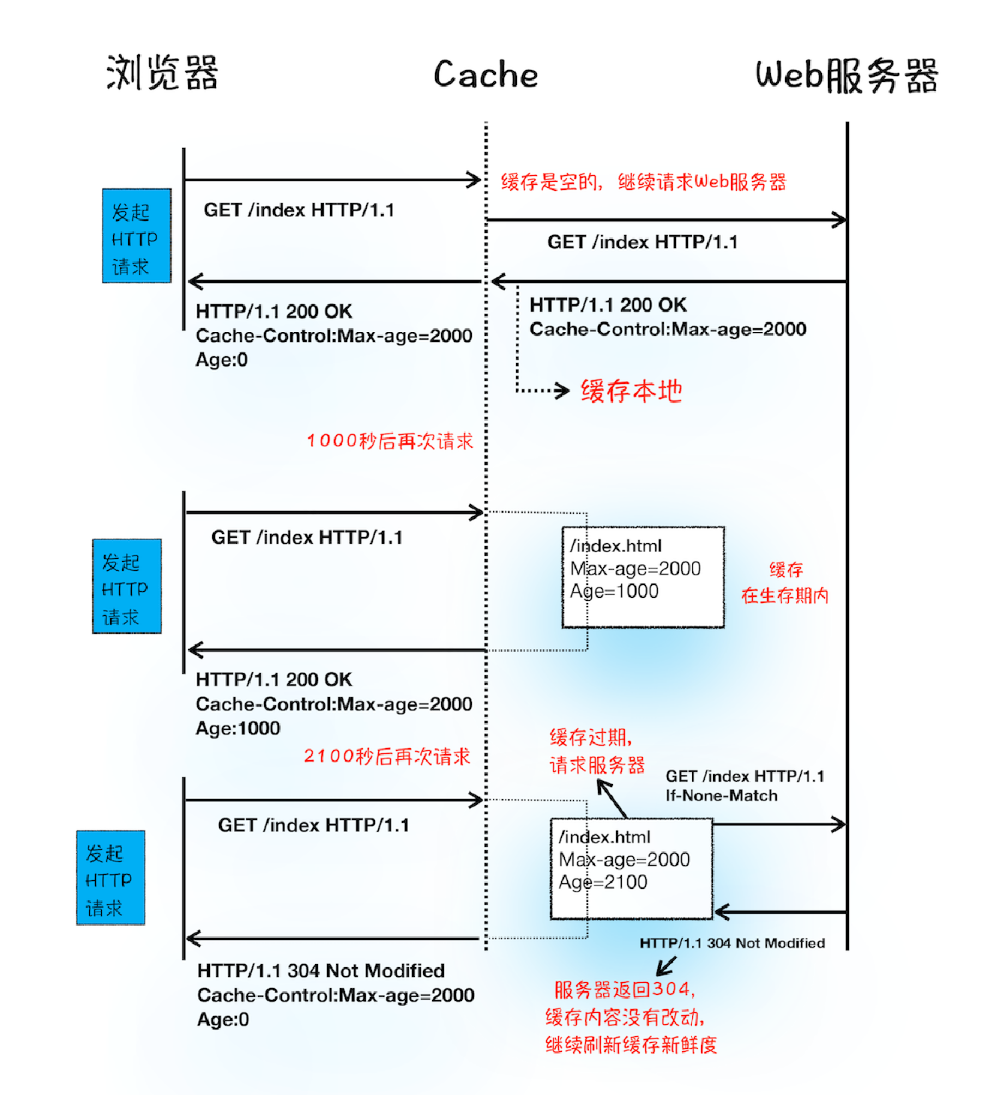 浏览器
Cache
Web服务器
缓存是空的，继续请求Web服务器
发起
HTTP
请求
GET /index HTTP/1.1
GET /index HTTP/1.1
HTTP/1.1 200 OK
Cache-Control:Max-age=2000
Age:0
HTTP/1.1 200 OK
Cache-Control:Max-age=2000
缓存本地
1000秒后再次请求
发起
HTTP
请求
GET /index HTTP/1.1
/index.html
Max-age=2000
Age=1000
缓存
在生存期内
HTTP/1.1 200 OK
Cache-Control:Max-age=2000
Age:1000
2100秒后再次请求
缓存过期，
请求服务器
GET /index HTTP/1.1
If-None-Match
发起
HTTP
请求
GET /index HTTP/1.1
/index.html
Max-age=2000
Age=2100
HTTP/1.1 304 Not Modified
HTTP/1.1 304 Not Modified
Cache-Control:Max-age=2000
Age:0
服务器返回304，
缓存内容没有改动，
继续刷新缓存新鲜度